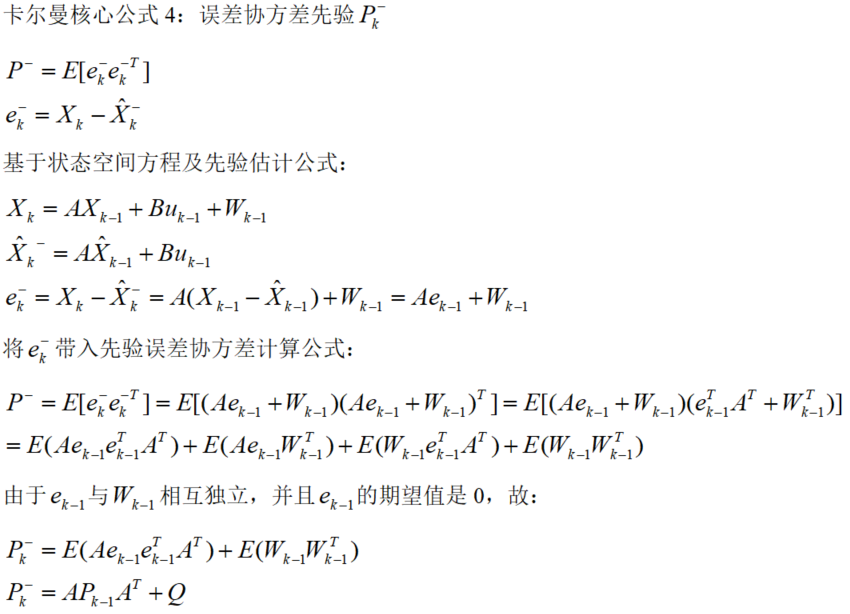 卡尔曼核心公式 4：误差协方差先验 $P_k^-$
$P^- = E[e_k^- e_k^{-T}]$
$e_k^- = X_k - \hat{X}_k^-$
基于状态空间方程及先验估计公式：
$X_k = AX_{k-1} + Bu_{k-1} + W_{k-1}$
$\hat{X}_k^- = A\hat{X}_{k-1} + Bu_{k-1}$
$e_k^- = X_k - \hat{X}_k^- = A(X_{k-1} - \hat{X}_{k-1}) + W_{k-1} = Ae_{k-1} + W_{k-1}$
将 $e_k^-$ 带入先验误差协方差计算公式：
$P^- = E[e_k^- e_k^{-T}] = E[(Ae_{k-1} + W_{k-1})(Ae_{k-1} + W_{k-1})^T] = E[(Ae_{k-1} + W_{k-1})(e_{k-1}^T A^T + W_{k-1}^T)]$
$= E(Ae_{k-1}e_{k-1}^T A^T) + E(Ae_{k-1}W_{k-1}^T) + E(W_{k-1}e_{k-1}^T A^T) + E(W_{k-1}W_{k-1}^T)$
由于 $e_{k-1}$ 与 $W_{k-1}$ 相互独立，并且 $e_{k-1}$ 的期望值是 0，故：
$P_k^- = E(Ae_{k-1}e_{k-1}^T A^T) + E(W_{k-1}W_{k-1}^T)$
$P_k^- = AP_{k-1}A^T + Q$